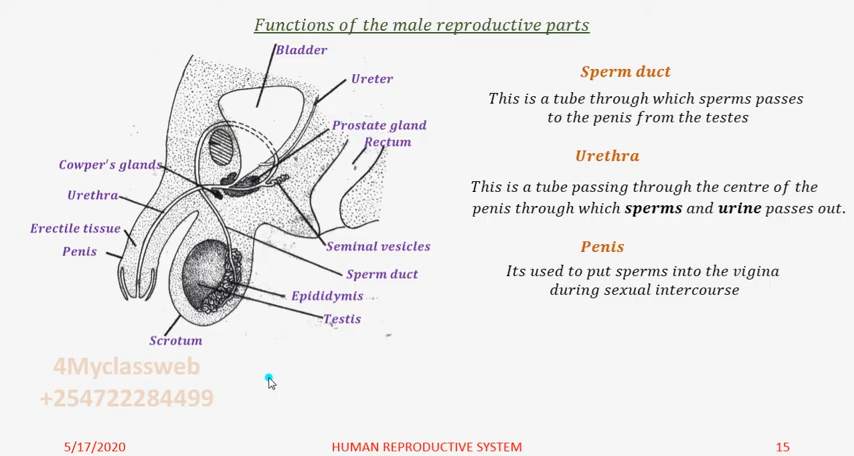 Functions of the male reproductive parts
Bladder
Ureter
Prostate gland
Rectum
Cowper's glands
Urethra
Erectile tissue
Penis
Seminal vesicles
Sperm duct
Epididymis
Testis
Scrotum
Sperm duct
This is a tube through which sperms passes
to the penis from the testes
Urethra
This is a tube passing through the centre of the
penis through which sperms and urine passes out.
Penis
Its used to put sperms into the vigina
during sexual intercourse
4Myclassweb
+254722284499
5/17/2020
HUMAN REPRODUCTIVE SYSTEM
15